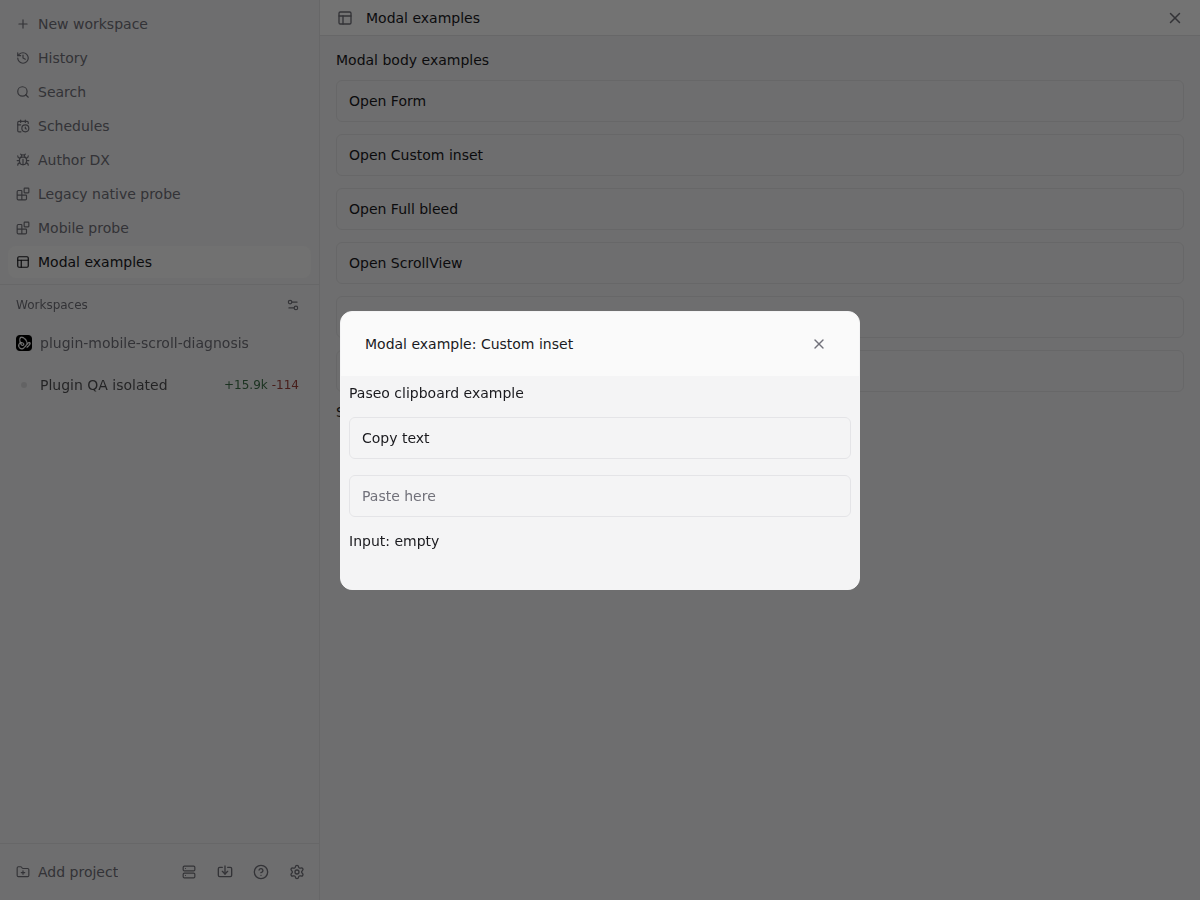 New workspace
History
Search
Schedules
Author DX
Legacy native probe
Mobile probe
Modal examples
Workspaces
plugin-mobile-scroll-diagnosis
Plugin QA isolated +15.9k -114
Add project
Modal examples
Modal body examples
Open Form
Open Custom inset
Open Full bleed
Open ScrollView
Modal example: Custom inset
Paseo clipboard example
Copy text
Paste here
Input: empty